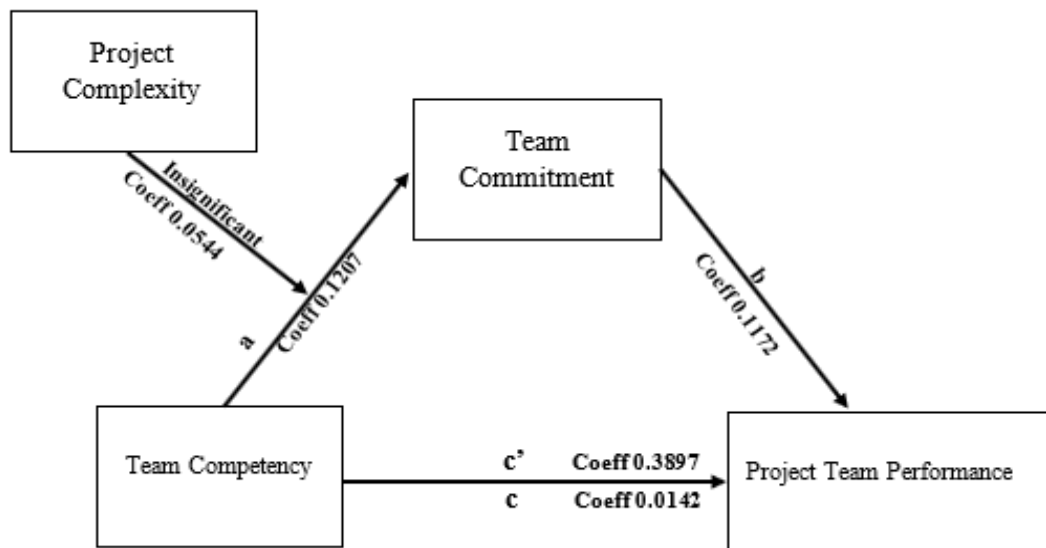 Project
Complexity
Team
Commitment
Insignificant
Coeff 0.0544
a
Coeff 0.1207
b
Coeff 0.1172
Team Competency
c’ Coeff 0.3897
c Coeff 0.0142
Project Team Performance